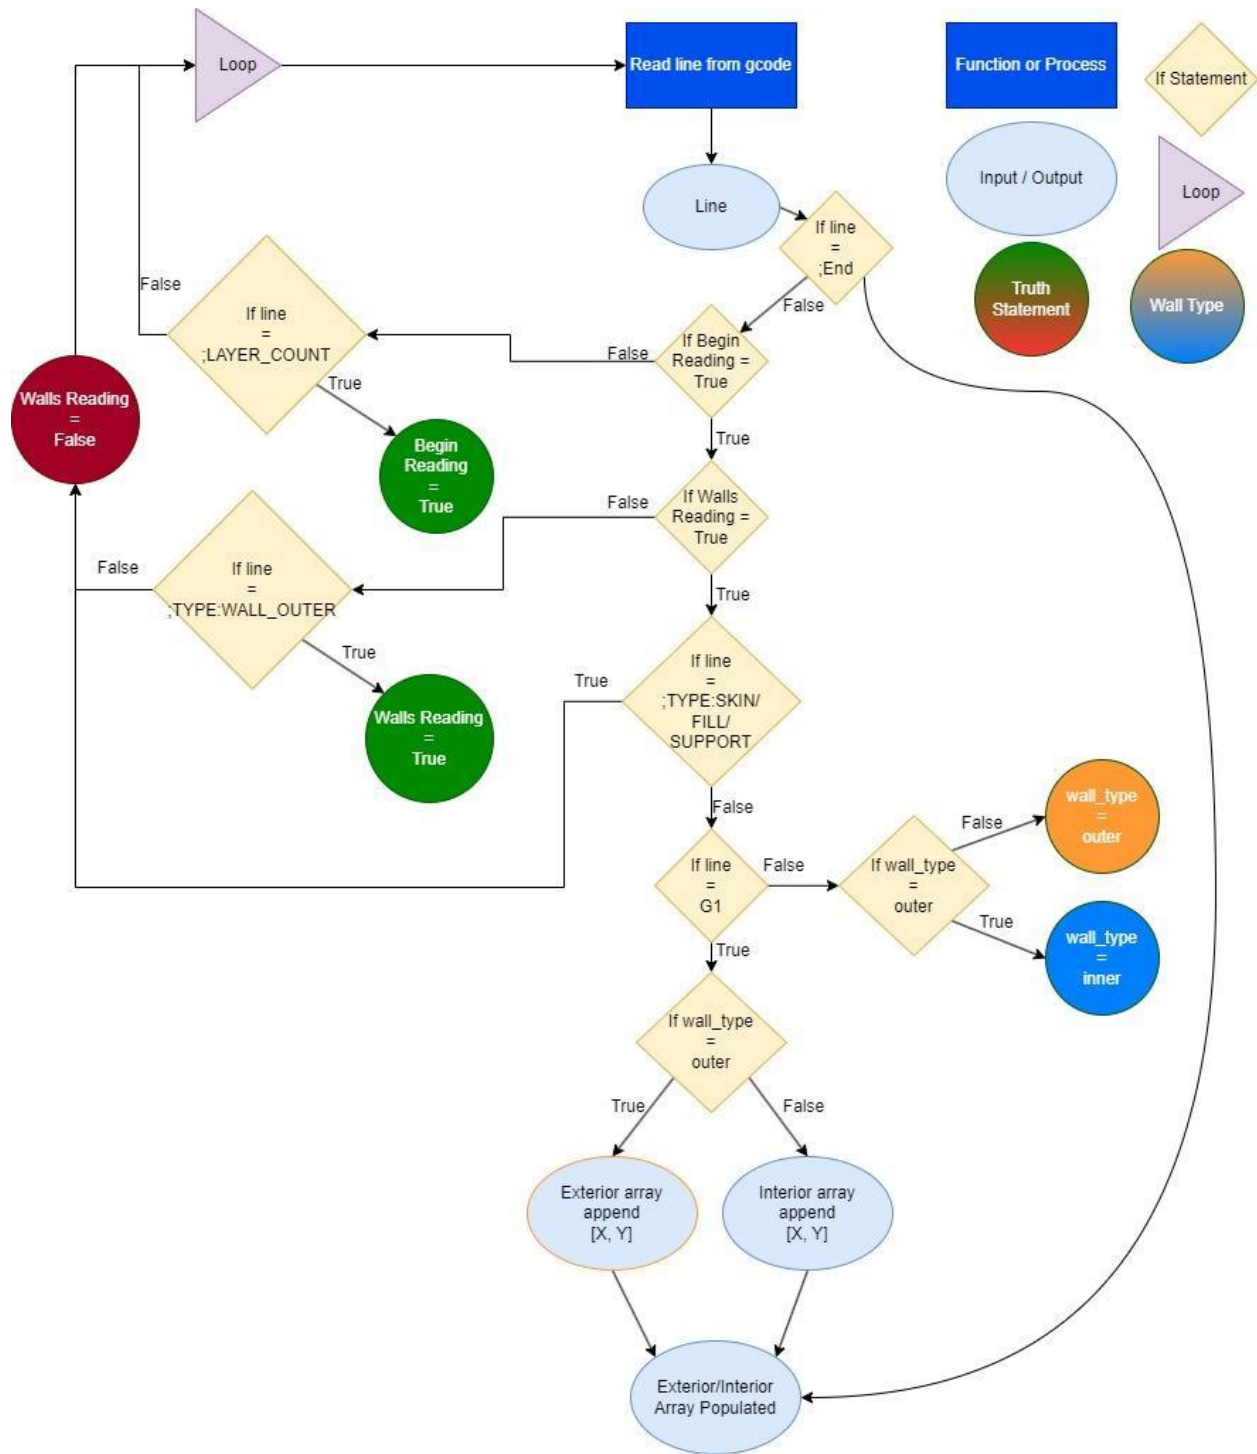 Loop
Read line from gcode
Function or Process
If Statement
Input / Output
Loop
Line
If line
=
;End
Truth
Statement
Wall Type
False
False
If line
=
;LAYER_COUNT
If Begin
Reading =
True
False
True
Walls Reading
=
False
Begin
Reading
=
True
True
If Walls
Reading =
True
False
False
If line
=
;TYPE:WALL_OUTER
True
True
If line
=
;TYPE:SKIN/
FILL/
SUPPORT
True
Walls Reading
=
True
False
wall_type
=
outer
False
If line
=
G1
False
If wall_type
=
outer
True
wall_type
=
inner
True
If wall_type
=
outer
True
False
Exterior array
append
[X, Y]
Interior array
append
[X, Y]
Exterior/Interior
Array Populated